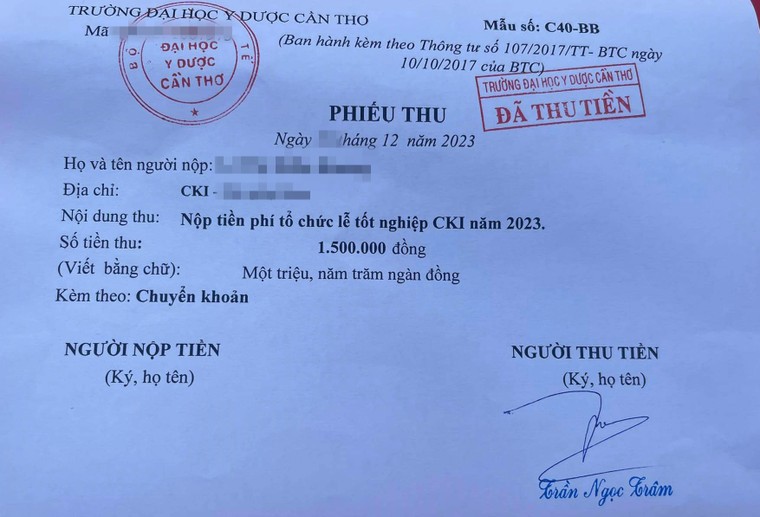 TRƯỜNG ĐẠI HỌC Y DƯỢC CẦN THƠ
Mẫu số: C40-BB
Mã
(Ban hành kèm theo Thông tư số 107/2017/TT- BTC ngày
10/10/2017 của BTC)
BỘ Y TẾ
ĐẠI HỌC
Y DƯỢC
CẦN THƠ
TRƯỜNG ĐẠI HỌC Y DƯỢC CẦN THƠ
ĐÃ THU TIỀN
PHIẾU THU
Ngày tháng 12 năm 2023
Họ và tên người nộp:
Địa chỉ: CKI -
Nội dung thu: Nộp tiền phí tổ chức lễ tốt nghiệp CKI năm 2023.
Số tiền thu: 1.500.000 đồng
(Viết bằng chữ): Một triệu, năm trăm ngàn đồng
Kèm theo: Chuyển khoản
NGƯỜI NỘP TIỀN
NGƯỜI THU TIỀN
(Ký, họ tên)
(Ký, họ tên)
Trần Ngọc Trâm